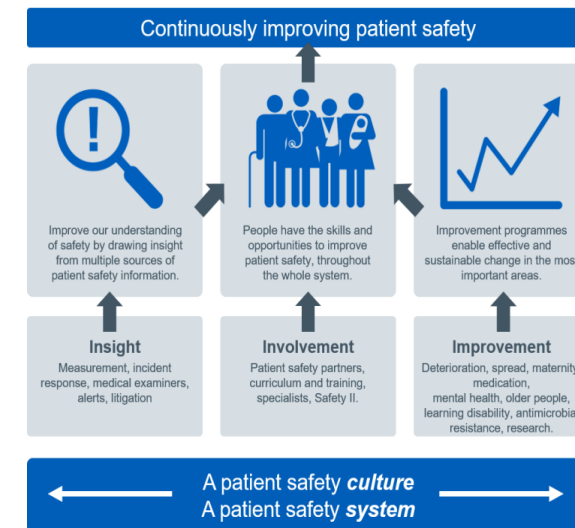 Continuously improving patient safety
!
Improve our understanding
of safety by drawing insight
from multiple sources of
patient safety information.
People have the skills and
opportunities to improve
patient safety, throughout
the whole system.
Improvement programmes
enable effective and
sustainable change in the most
important areas.
Insight
Measurement, incident
response, medical examiners,
alerts, litigation
Involvement
Patient safety partners,
curriculum and training,
specialists, Safety II.
Improvement
Deterioration, spread, maternity
medication,
mental health, older people,
learning disability, antimicrobia
resistance, research.
A patient safety culture
A patient safety system